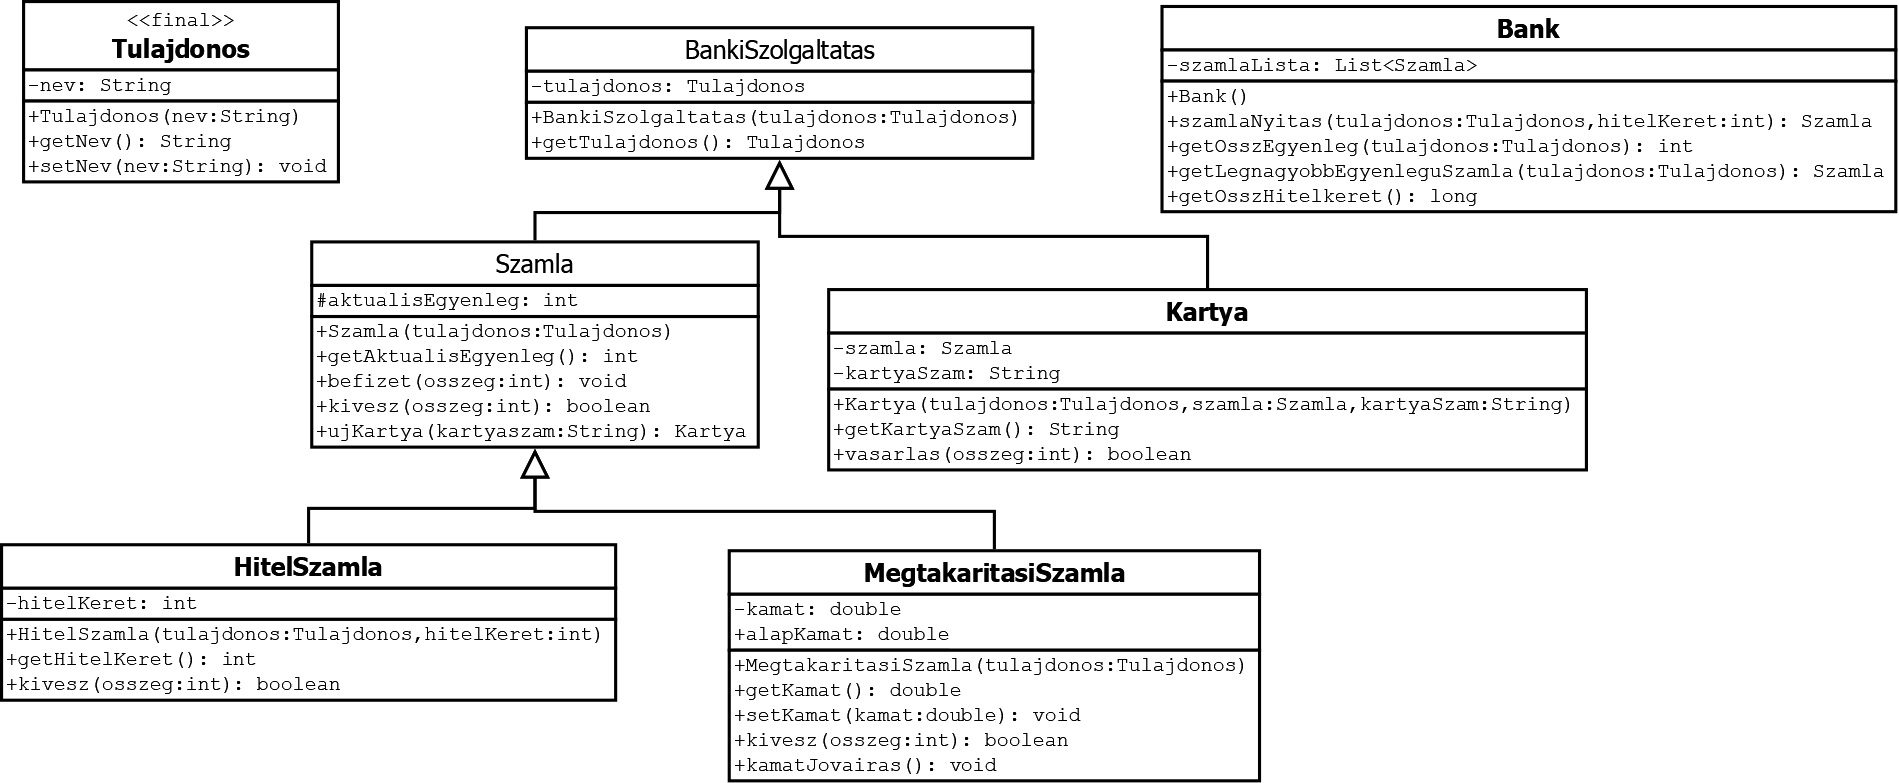 <<final>>
Tulajdonos
-nev: String
+Tulajdonos(nev:String)
+getNev(): String
+setNev(nev:String): void
BankiSzolgaltatas
-tulajdonos: Tulajdonos
+BankiSzolgaltatas(tulajdonos:Tulajdonos)
+getTulajdonos(): Tulajdonos
Bank
-szamlaLista: List<Szamla>
+Bank()
+szamlaNyitas(tulajdonos:Tulajdonos,hitelKeret:int): Szamla
+getOsszEgyenleg(tulajdonos:Tulajdonos): int
+getLegnagyobbEgyenleguSzamla(tulajdonos:Tulajdonos): Szamla
+getOsszHitelkeret(): long
Szamla
#aktualisEgyenleg: int
+Szamla(tulajdonos:Tulajdonos)
+getAktualisEgyenleg(): int
+befizet(osszeg:int): void
+kivesz(osszeg:int): boolean
+ujKartya(kartyaszam:String): Kartya
Kartya
-szamla: Szamla
-kartyaSzam: String
+Kartya(tulajdonos:Tulajdonos,szamla:Szamla,kartyaSzam:String)
+getKartyaSzam(): String
+vasarlas(osszeg:int): boolean
HitelSzamla
-hitelKeret: int
+HitelSzamla(tulajdonos:Tulajdonos,hitelKeret:int)
+getHitelKeret(): int
+kivesz(osszeg:int): boolean
MegtakaritasiSzamla
-kamat: double
+alapKamat: double
+MegtakaritasiSzamla(tulajdonos:Tulajdonos)
+getKamat(): double
+setKamat(kamat:double): void
+kivesz(osszeg:int): boolean
+kamatJovairas(): void